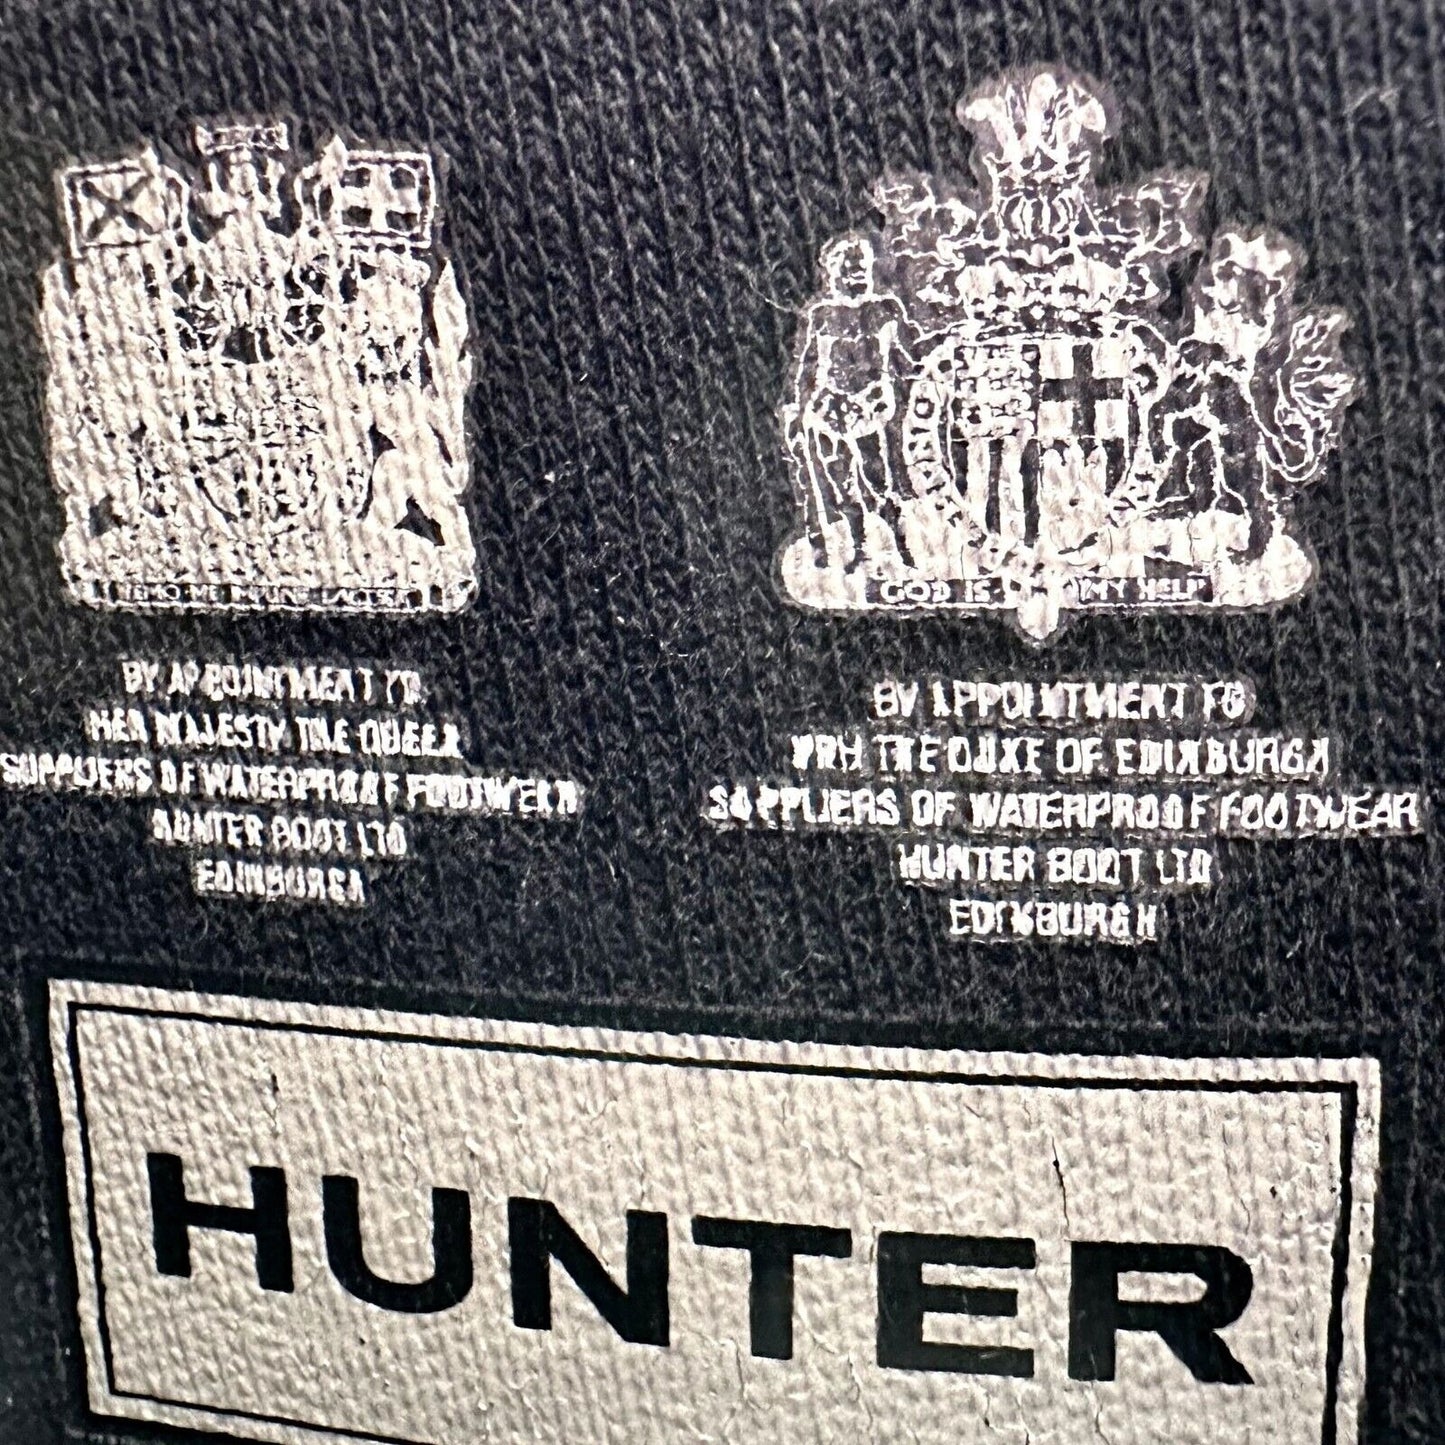 NEMO ME IMPUNE LACESSIT
BY APPOINTMENT TO
HER MAJESTY THE QUEEN
SUPPLIERS OF WATERPROOF FOOTWEAR
HUNTER BOOT LTD
EDINBURGH
GOD IS MY HELP
BY APPOINTMENT TO
HRH THE DUKE OF EDINBURGH
SUPPLIERS OF WATERPROOF FOOTWEAR
HUNTER BOOT LTD
EDINBURGH
HUNTER